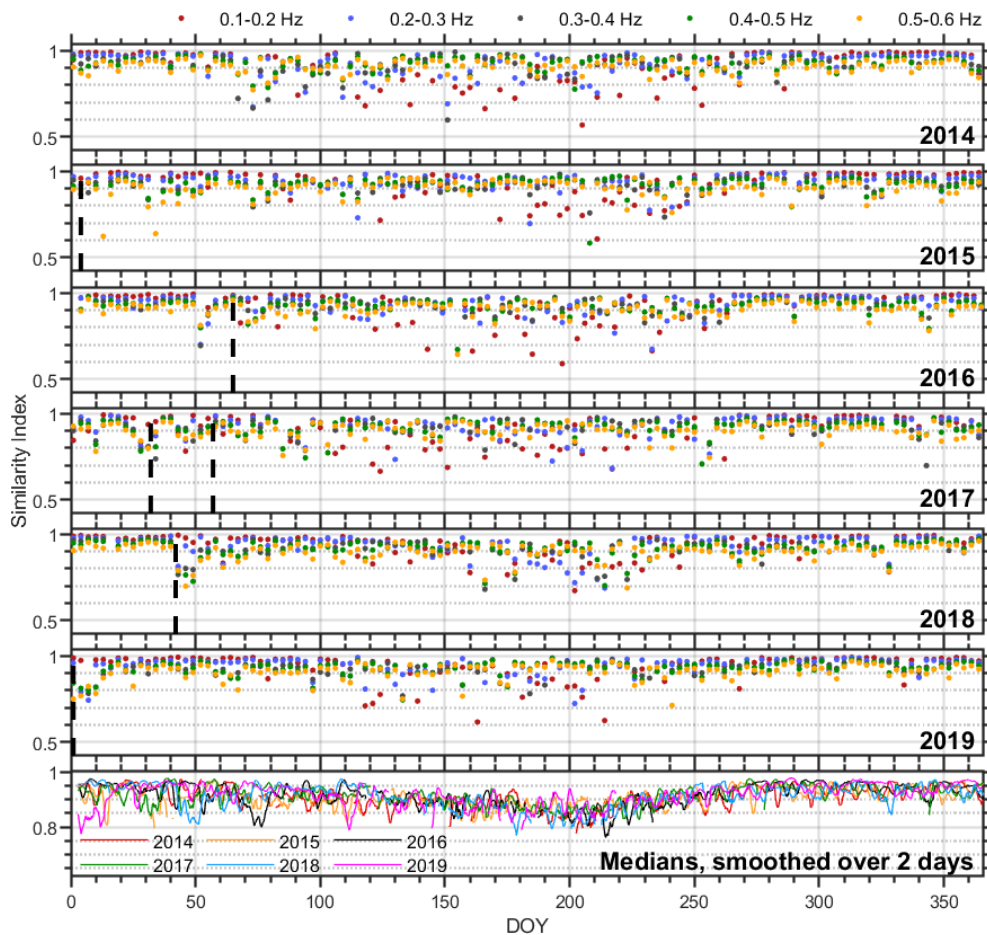 0.1-0.2 Hz 0.2-0.3 Hz 0.3-0.4 Hz 0.4-0.5 Hz 0.5-0.6 Hz
1
0.5
2014
1
0.5
2015
1
0.5
2016
1
0.5
2017
1
0.5
2018
1
0.5
2019
Similarity Index
1
0.8
2014 2015 2016
2017 2018 2019
Medians, smoothed over 2 days
0 50 100 150 200 250 300 350
DOY